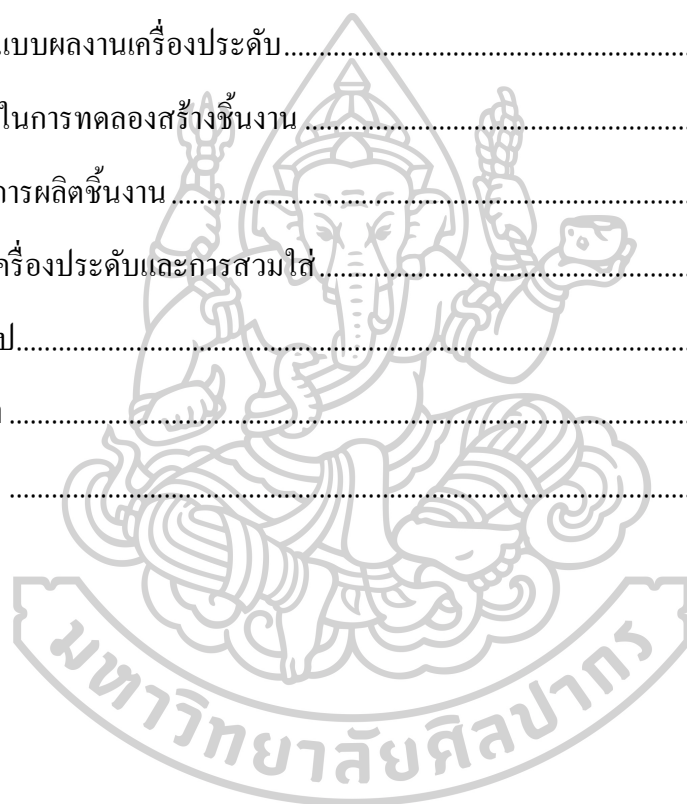 แบบผลงานเครื่องประดับ
ในการทดลองสร้างชิ้นงาน
การผลิตชิ้นงาน
ครื่องประดับและการสวมใส่
ป
มหาวิทยาลัยศิลปากร